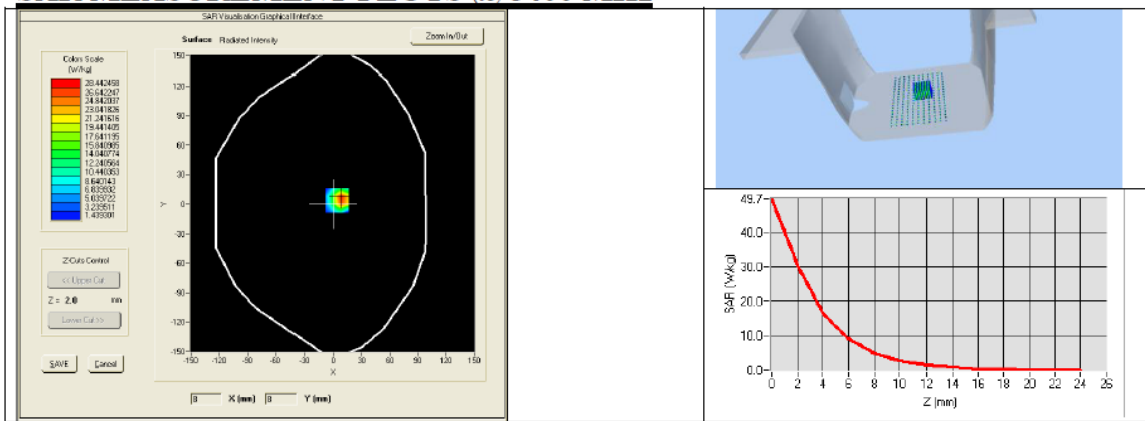 SAR Visualisation Graphical Interface
Surface Radiated Intensity
Zoom In/Out
Colors Scale
(W/kg)
28.442458
26.642247
24.842037
23.041826
21.241616
19.441405
17.641195
15.840985
14.040774
12.240564
10.440353
8.640143
6.839932
5.039722
3.239511
1.439301
150-
120-
90-
60-
30-
0-
-30-
-60-
-90-
-120-
-150-
Y
-150 -120 -90 -60 -30 0 30 60 90 120 150
X
Z-Cuts Control
<< Upper Cut
Z = 2.0 mm
Lower Cut >>
SAVE Cancel
8 X (mm) 8 Y (mm)
49.7-
40.0-
30.0-
20.0-
10.0-
0.0-
SAR (W/kg)
0 2 4 6 8 10 12 14 16 18 20 22 24 26
Z (mm)